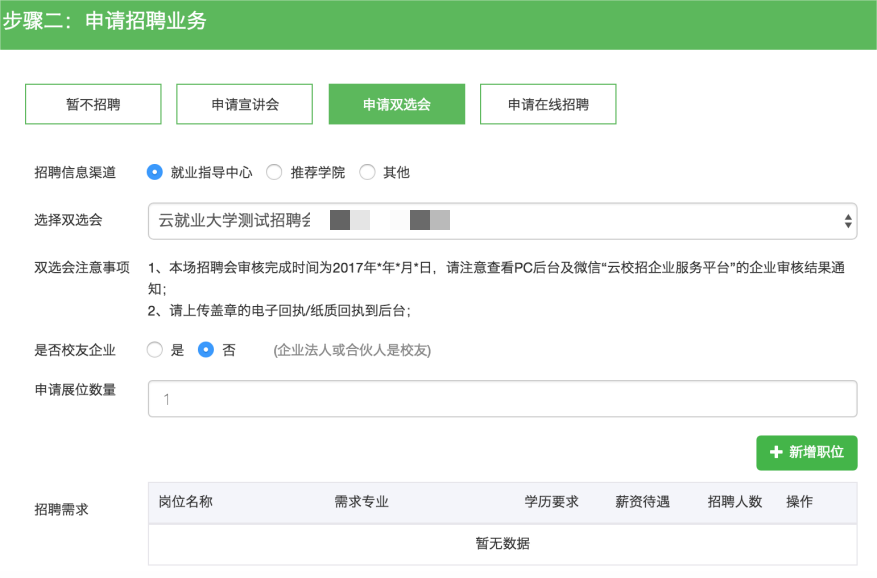 步骤二：申请招聘业务
暂不招聘 申请宣讲会 申请双选会 申请在线招聘
招聘信息渠道 就业指导中心 推荐学院 其他
选择双选会 云就业大学测试招聘会
双选会注意事项 1、本场招聘会审核完成时间为2017年*年*月*日，请注意查看PC后台及微信“云校招企业服务平台”的企业审核结果通
知；
2、请上传盖章的电子回执/纸质回执到后台；
是否校友企业 是 否 (企业法人或合伙人是校友)
申请展位数量 1
新增职位
招聘需求 岗位名称 需求专业 学历要求 薪资待遇 招聘人数 操作
暂无数据